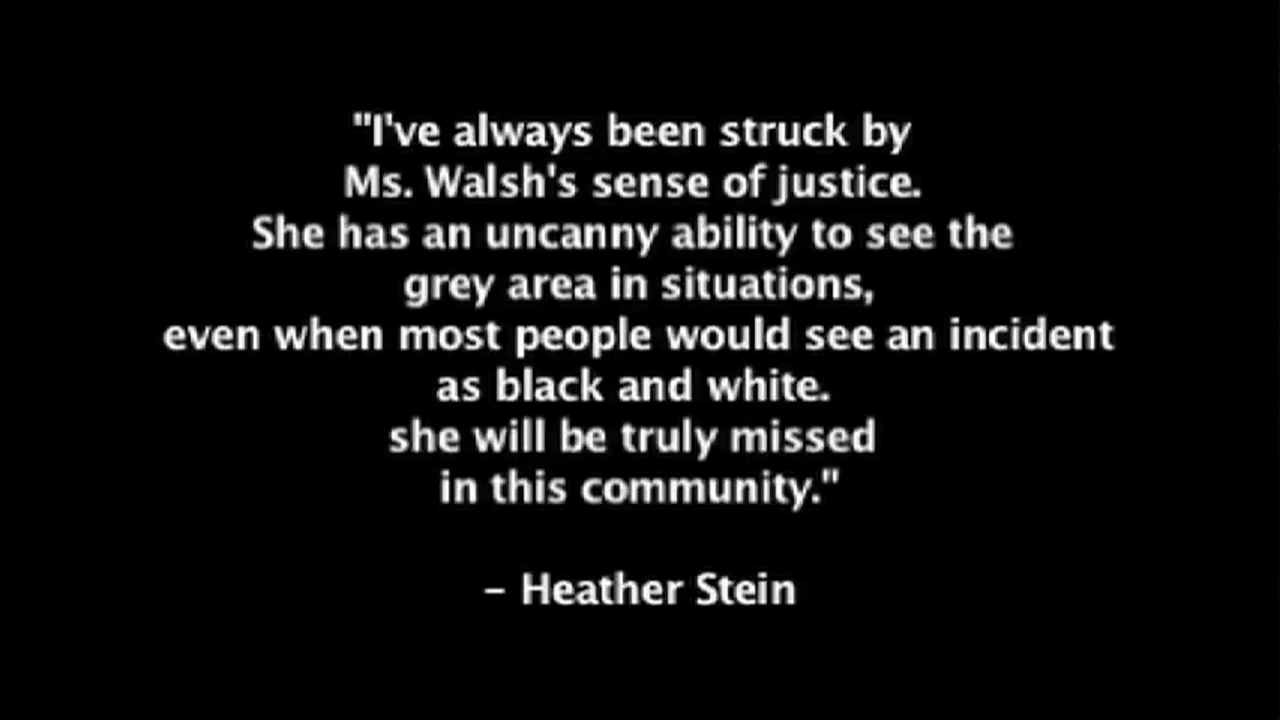 "I've always been struck by
Ms. Walsh's sense of justice.
She has an uncanny ability to see the
grey area in situations,
even when most people would see an incident
as black and white.
she will be truly missed
in this community."
– Heather Stein